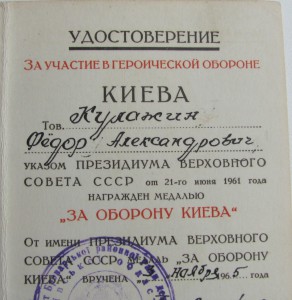 УДОСТОВЕРЕНИЕ
ЗА УЧАСТИЕ В ГЕРОИЧЕСКОЙ ОБОРОНЕ
КИЕВА
Тов. Кулажин
Фёдор Александрович
УКАЗОМ ПРЕЗИДИУМА ВЕРХОВНОГО
СОВЕТА СССР от 21-го июня 1961 года
НАГРАЖДЕН МЕДАЛЬЮ
„ЗА ОБОРОНУ КИЕВА“
ОТ ИМЕНИ ПРЕЗИДИУМА ВЕРХОВНОГО
СОВЕТА СССР МЕДАЛЬ „ЗА ОБОРОНУ
КИЕВА“ ВРУЧЕНА ноября 1965 года